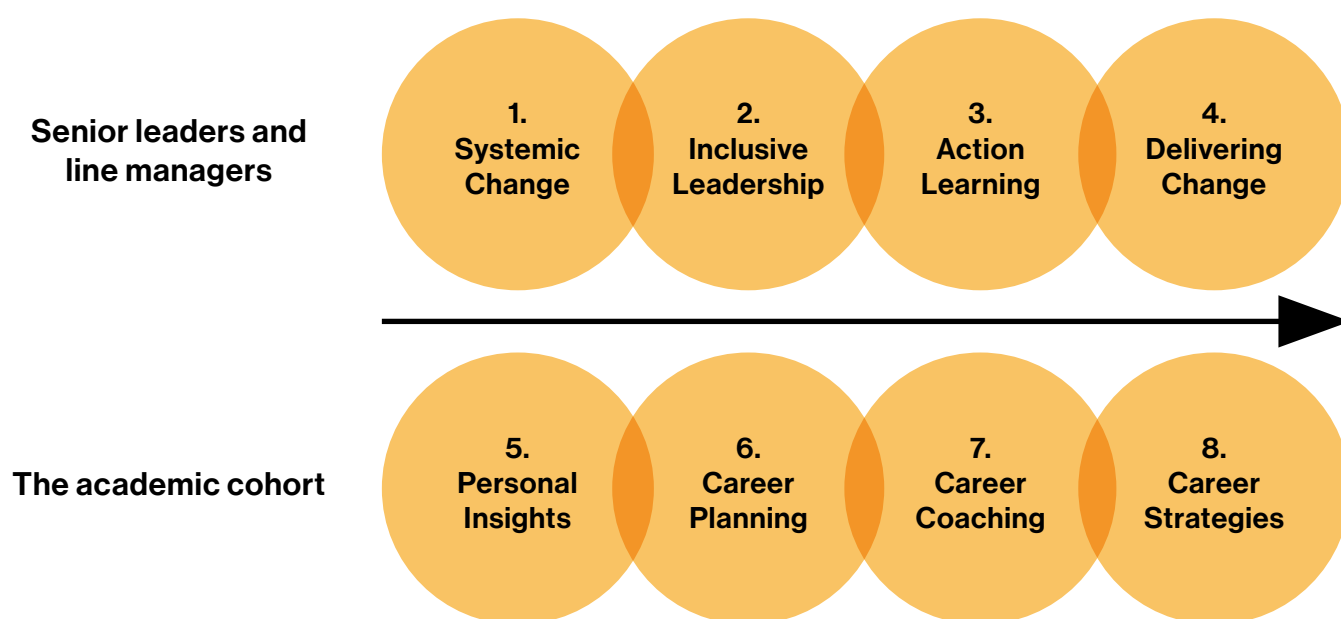 Senior leaders and
line managers
1.
Systemic
Change
2.
Inclusive
Leadership
3.
Action
Learning
4.
Delivering
Change
The academic cohort
5.
Personal
Insights
6.
Career
Planning
7.
Career
Coaching
8.
Career
Strategies